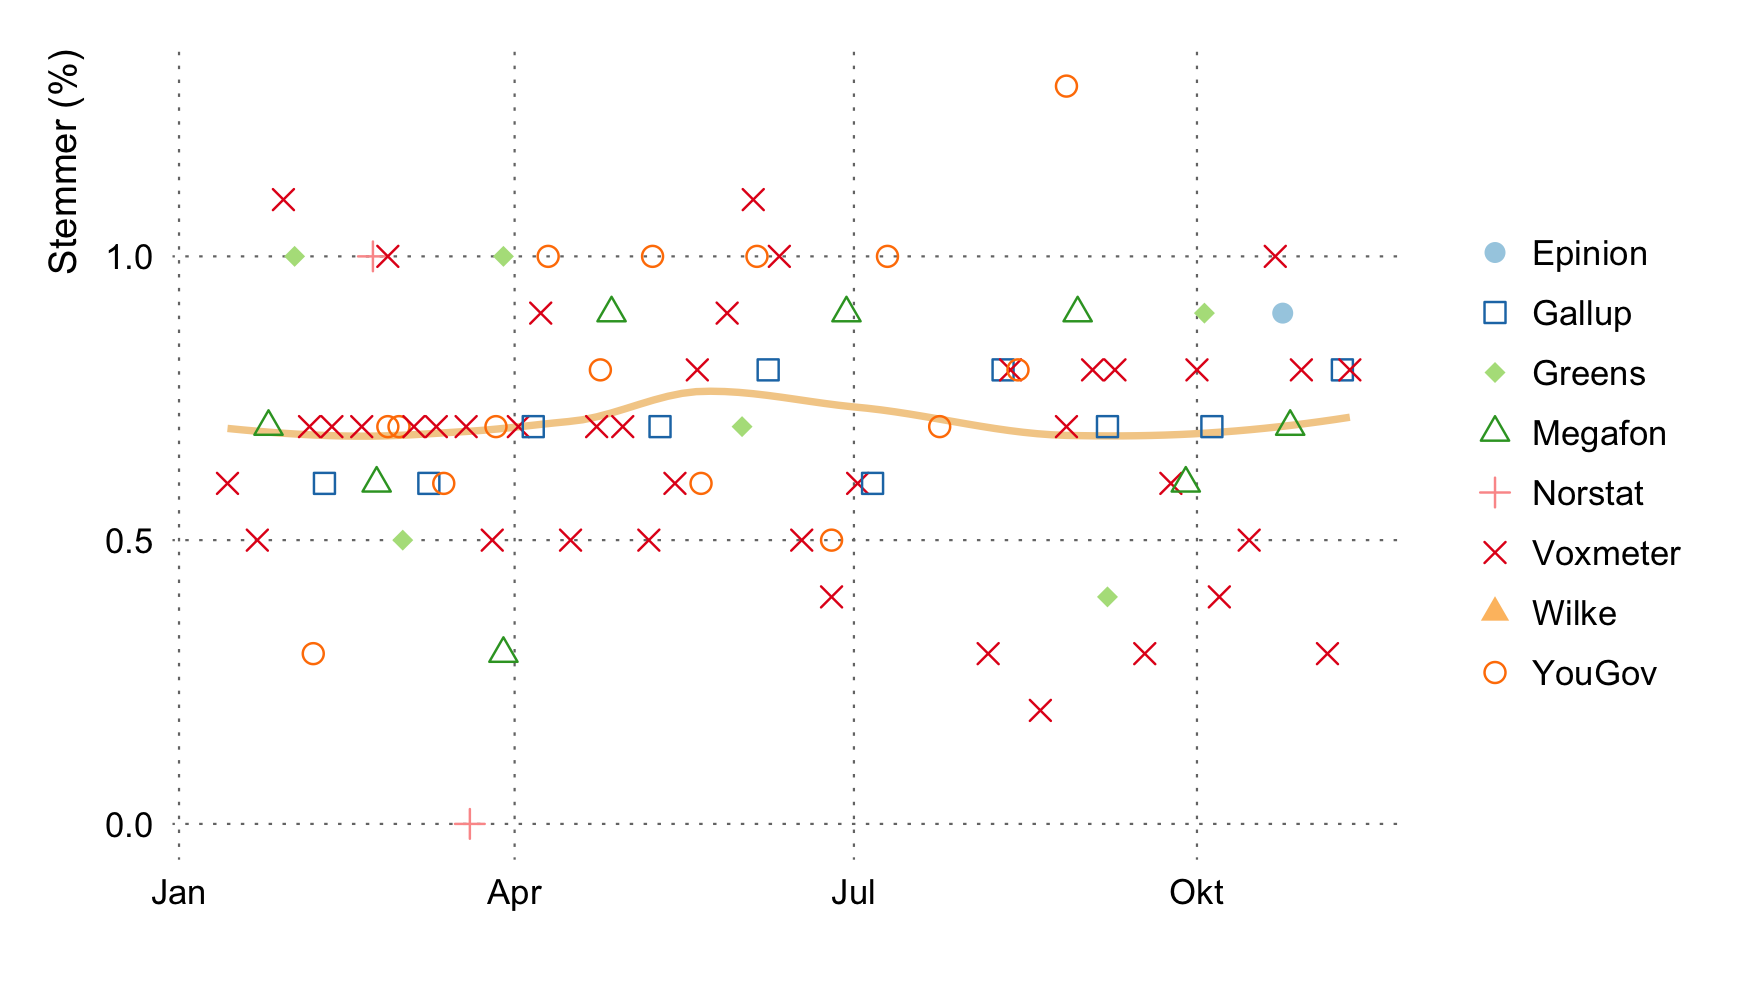 Stemmer (%)
1.0
0.5
0.0
Jan Apr Jul Okt
Epinion
Gallup
Greens
Megafon
Norstat
Voxmeter
Wilke
YouGov